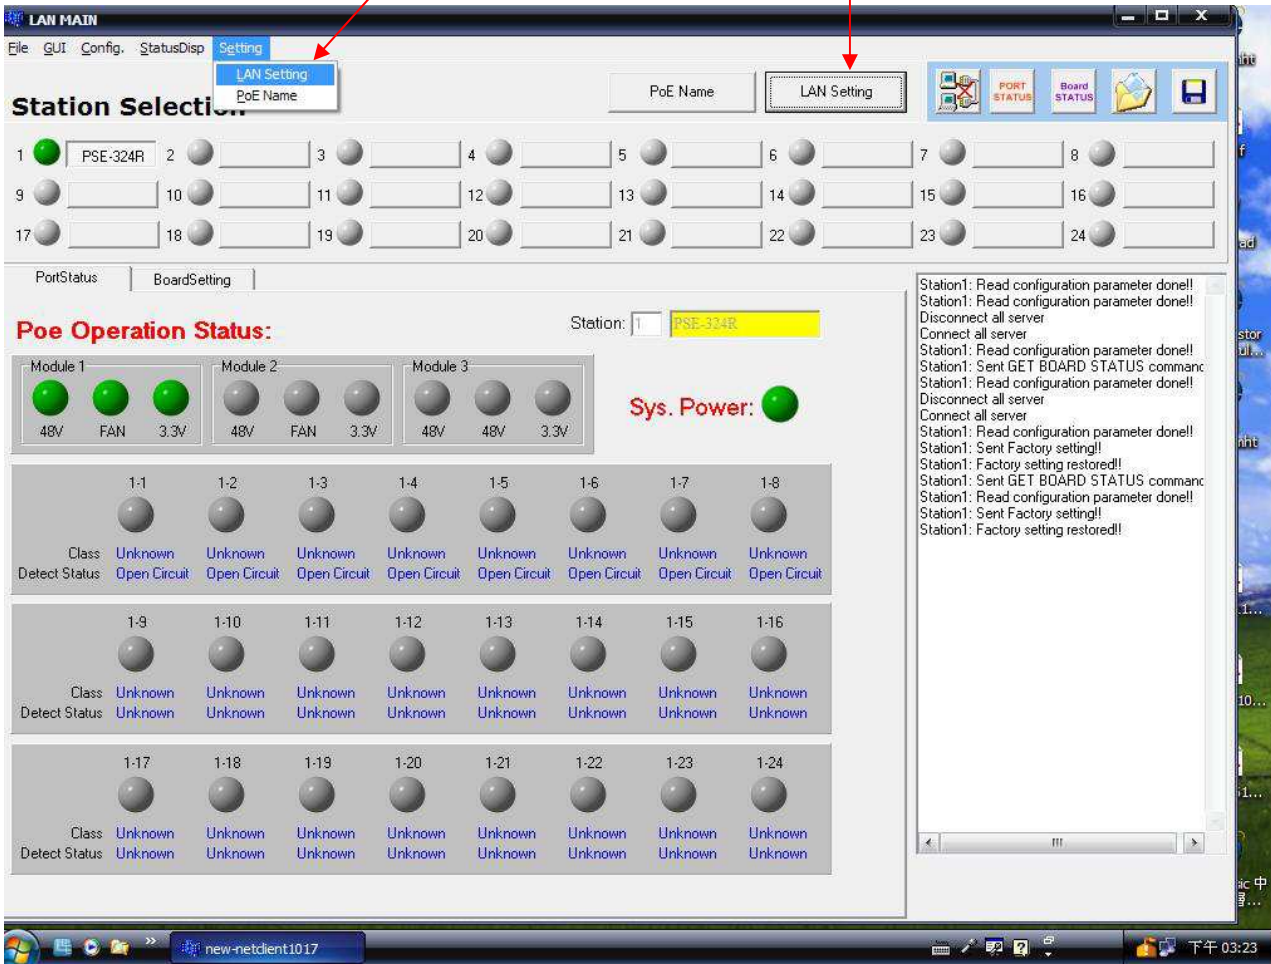 LAN MAIN
File GUI Config. StatusDisp Setting
LAN Setting
PoE Name
Station Selection
PoE Name LAN Setting PORT STATUS Board STATUS
1 PSE-324R 2 3 4 5 6 7 8
9 10 11 12 13 14 15 16
17 18 19 20 21 22 23 24
PortStatus BoardSetting
Poe Operation Status:
Station: 1 PSE-324R
Module 1 Module 2 Module 3
48V FAN 3.3V 48V FAN 3.3V 48V 48V 3.3V
Sys. Power:
1-1 1-2 1-3 1-4 1-5 1-6 1-7 1-8
Class Unknown Unknown Unknown Unknown Unknown Unknown Unknown Unknown
Detect Status Open Circuit Open Circuit Open Circuit Open Circuit Open Circuit Open Circuit Open Circuit Open Circuit
1-9 1-10 1-11 1-12 1-13 1-14 1-15 1-16
Class Unknown Unknown Unknown Unknown Unknown Unknown Unknown Unknown
Detect Status Unknown Unknown Unknown Unknown Unknown Unknown Unknown Unknown
1-17 1-18 1-19 1-20 1-21 1-22 1-23 1-24
Class Unknown Unknown Unknown Unknown Unknown Unknown Unknown Unknown
Detect Status Unknown Unknown Unknown Unknown Unknown Unknown Unknown Unknown
Station1: Read configuration parameter done!!
Station1: Read configuration parameter done!!
Disconnect all server
Connect all server
Station1: Read configuration parameter done!!
Station1: Sent GET BOARD STATUS command
Station1: Read configuration parameter done!!
Disconnect all server
Connect all server
Station1: Read configuration parameter done!!
Station1: Sent Factory setting!!
Station1: Factory setting restored!!
Station1: Sent GET BOARD STATUS command
Station1: Read configuration parameter done!!
Station1: Sent Factory setting!!
Station1: Factory setting restored!!
new-netclient1017
下午 03:23